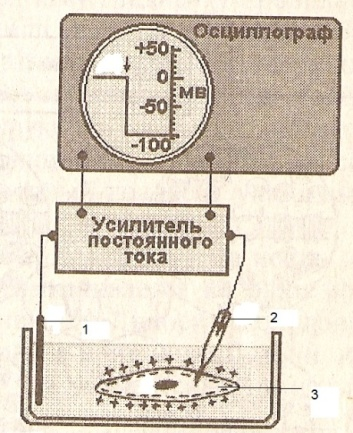 Осциллограф
+50
0
мв
-50
-100
Усилитель
постоянного
тока
1
2
3